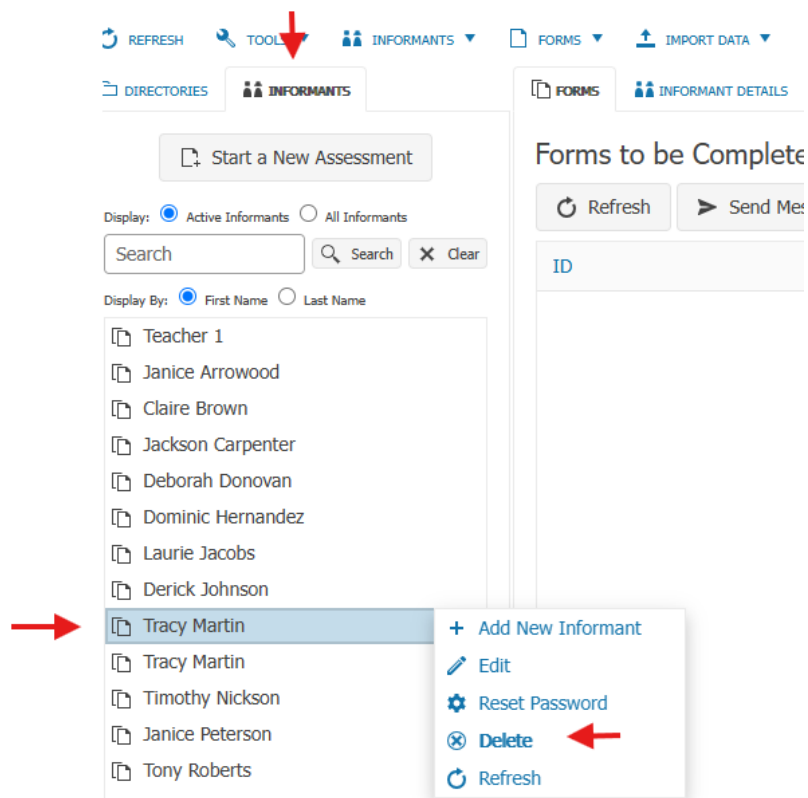 REFRESH TOOLS INFORMANTS FORMS IMPORT DATA
DIRECTORIES INFORMANTS
FORMS INFORMANT DETAILS
Start a New Assessment
Forms to be Complete
Refresh Send Mes
Display: Active Informants All Informants
Search Search Clear
ID
Display By: First Name Last Name
Teacher 1
Janice Arrowood
Claire Brown
Jackson Carpenter
Deborah Donovan
Dominic Hernandez
Laurie Jacobs
Derick Johnson
Tracy Martin
Tracy Martin
Timothy Nickson
Janice Peterson
Tony Roberts
Add New Informant
Edit
Reset Password
Delete
Refresh